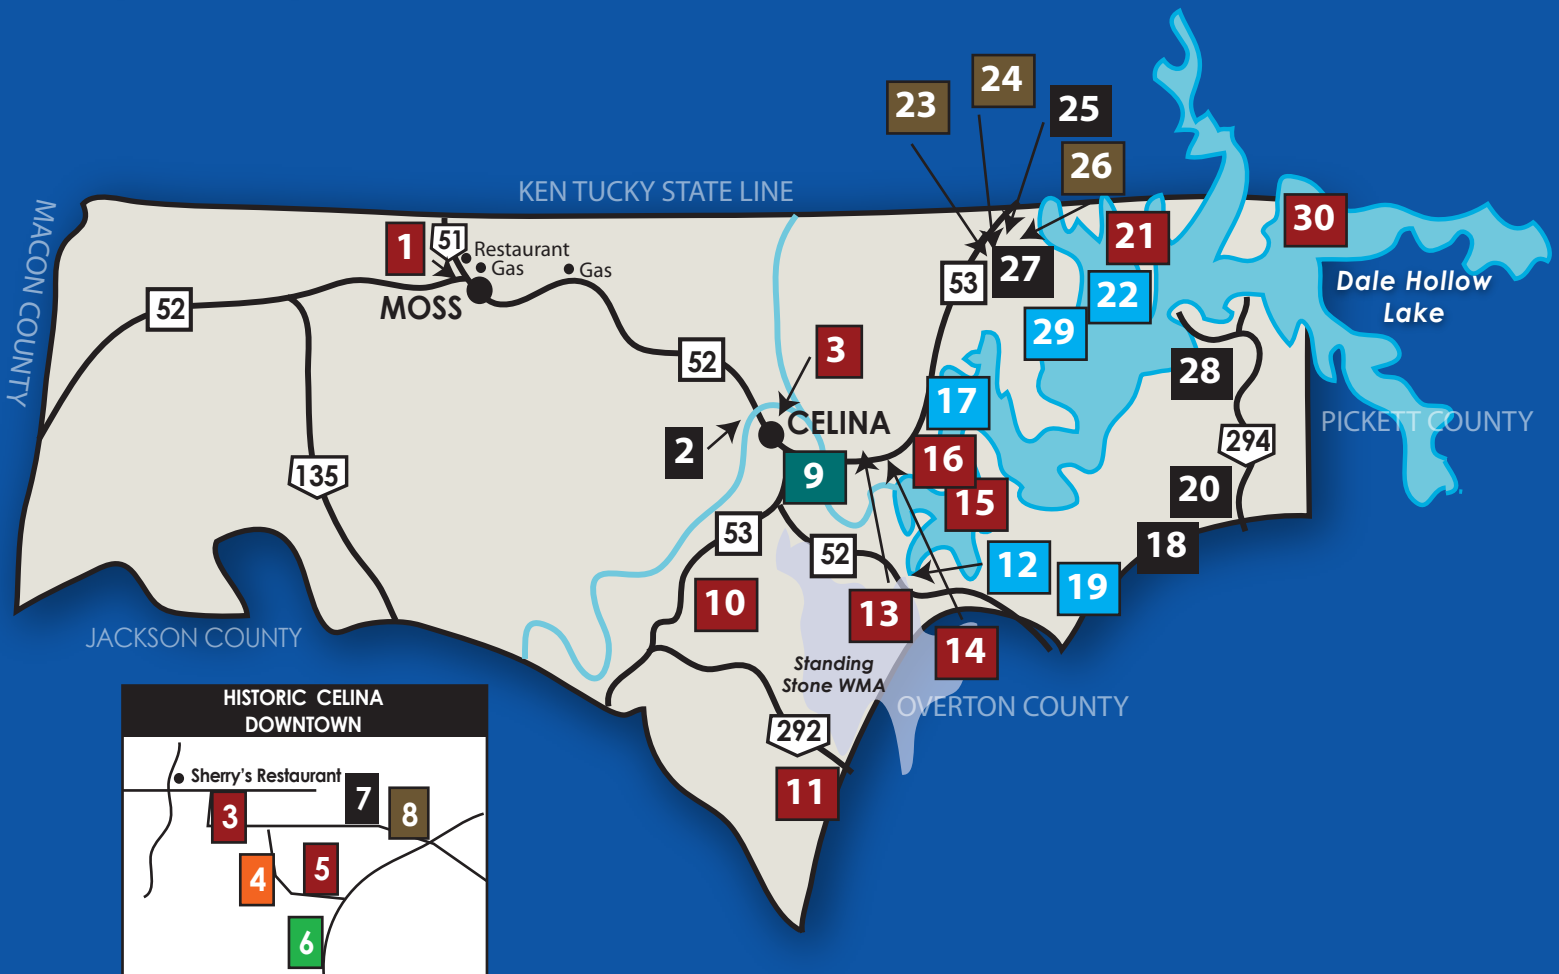 24
23
25
26
KEN TUCKY STATE LINE
MACON COUNTY
1
51
Restaurant
Gas
Gas
MOSS
52
21
30
27
53
22
Dale Hollow
Lake
29
3
52
28
17
CELINA
PICKETT COUNTY
2
294
16
9
135
15
20
53
52
18
12
19
10
13
14
JACKSON COUNTY
Standing
Stone WMA
OVERTON COUNTY
292
11
HISTORIC CELINA
DOWNTOWN
Sherry's Restaurant
7
8
3
5
4
6